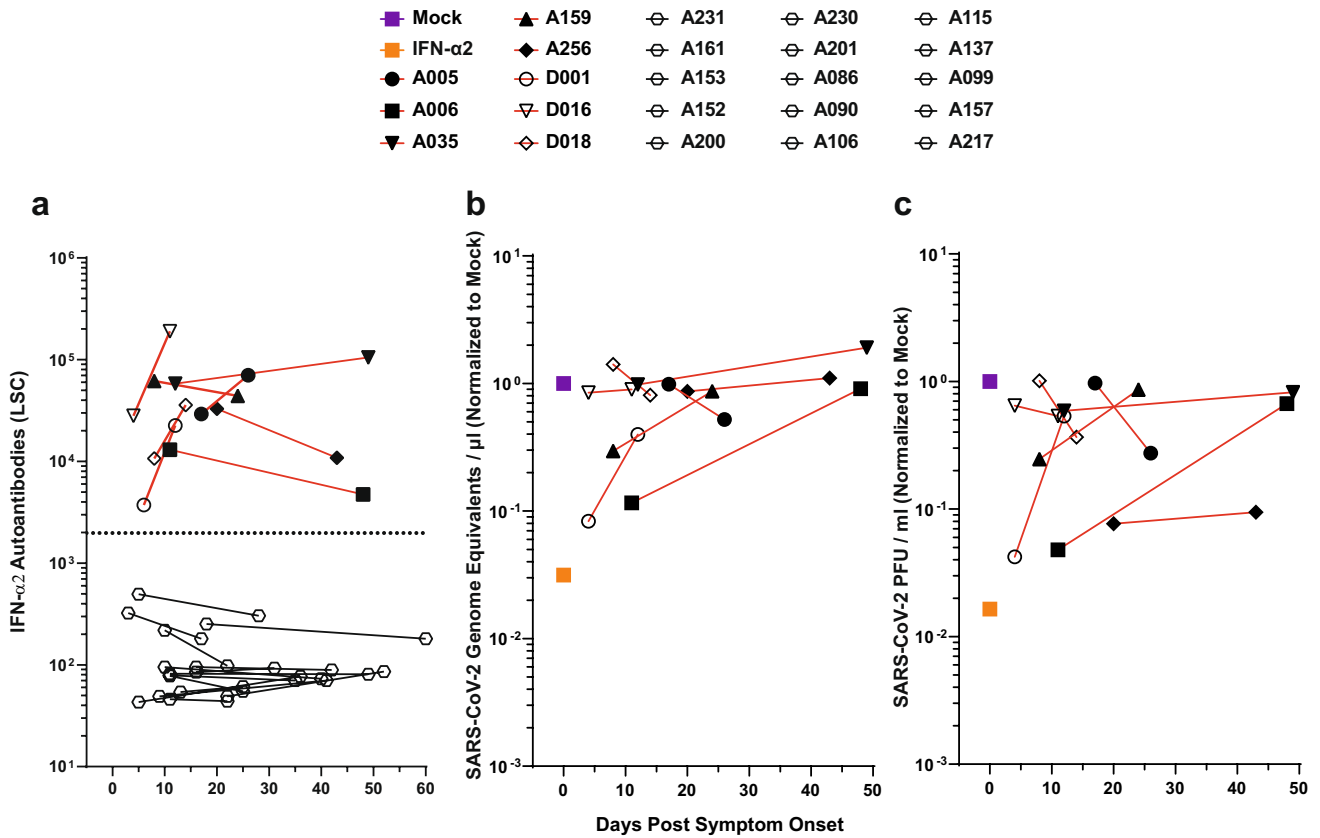 Mock A159 A231 A230 A115
IFN-α2 A256 A161 A201 A137
A005 D001 A153 A086 A099
A006 D016 A152 A090 A157
A035 D018 A200 A106 A217
a
IFN-α2 Autoantibodies (LSC)
10⁶
10⁵
10⁴
10³
10²
10¹
0 10 20 30 40 50 60
b
SARS-CoV-2 Genome Equivalents / µl (Normalized to Mock)
10¹
10⁰
10⁻¹
10⁻²
10⁻³
0 10 20 30 40 50
c
SARS-CoV-2 PFU / ml (Normalized to Mock)
10¹
10⁰
10⁻¹
10⁻²
10⁻³
0 10 20 30 40 50
Days Post Symptom Onset